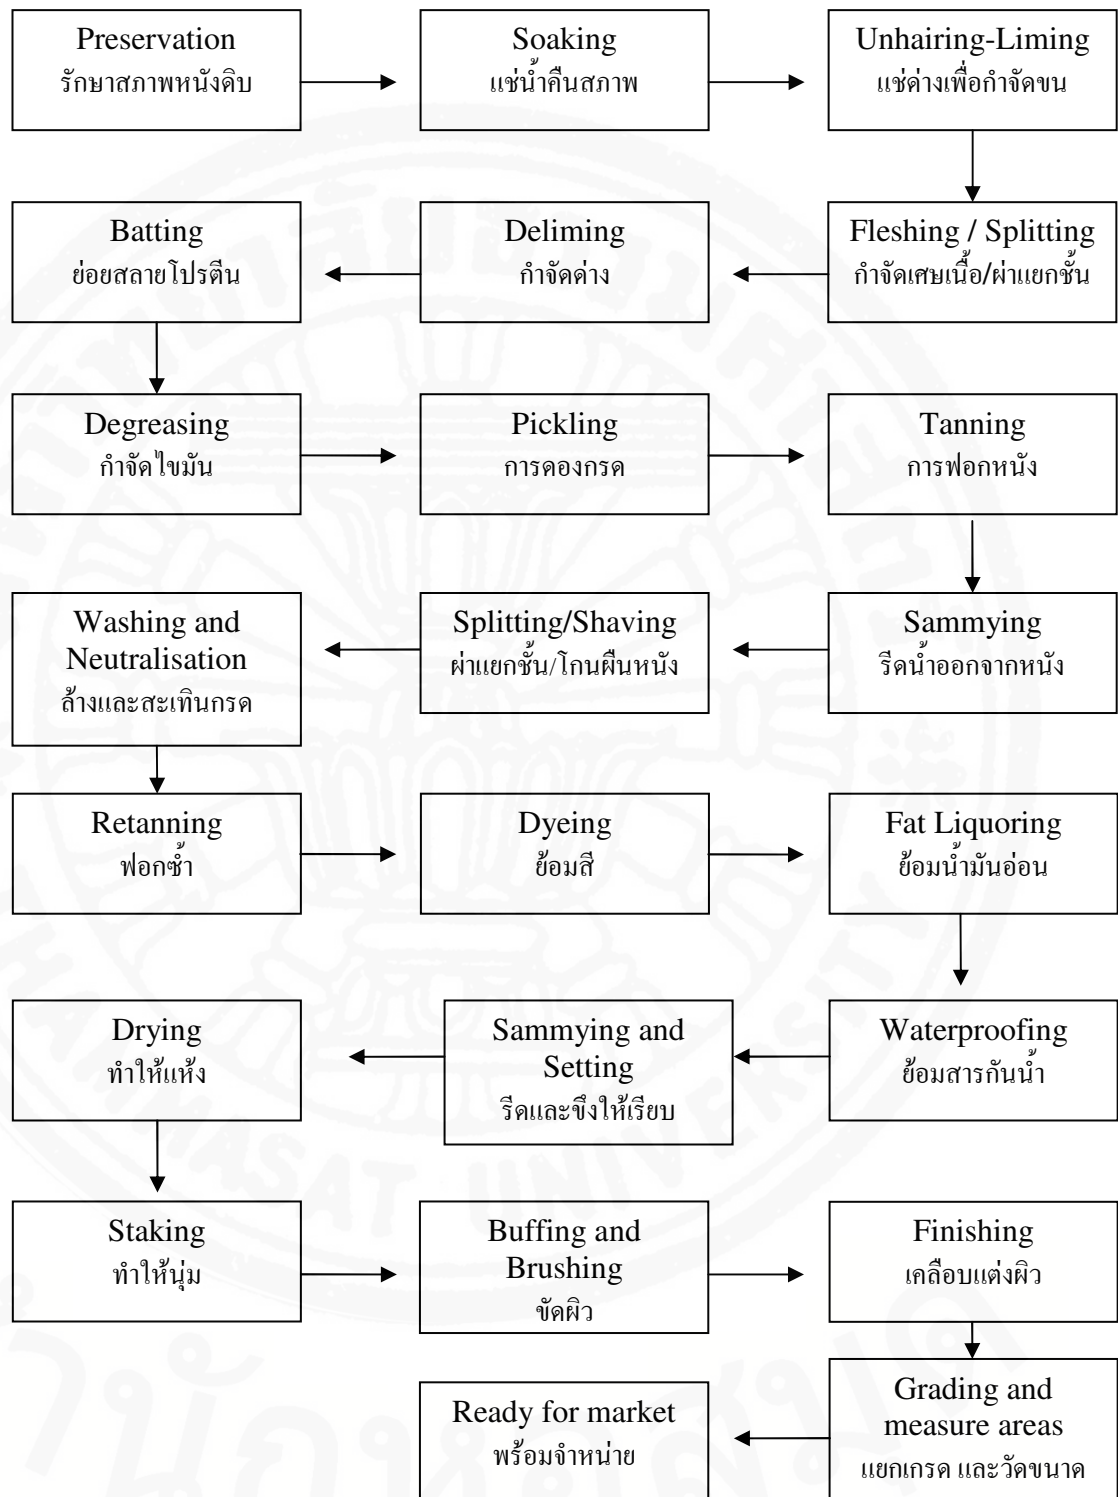 Preservation
รักษาสภาพหนังดิบ
Soaking
แช่น้ำคืนสภาพ
Unhairing-Liming
แช่ด่างเพื่อกำจัดขน
Fleshing / Splitting
กำจัดเศษเนื้อ/ผ่าแยกชั้น
Deliming
กำจัดด่าง
Batting
ย่อยสลายโปรตีน
Degreasing
กำจัดไขมัน
Pickling
การดองกรด
Tanning
การฟอกหนัง
Sammying
รีดน้ำออกจากหนัง
Splitting/Shaving
ผ่าแยกชั้น/โกนผืนหนัง
Washing and
Neutralisation
ล้างและสะเทินกรด
Retanning
ฟอกซ้ำ
Dyeing
ย้อมสี
Fat Liquoring
ย้อมน้ำมันอ่อน
Waterproofing
ย้อมสารกันน้ำ
Sammying and
Setting
รีดและขึงให้เรียบ
Drying
ทำให้แห้ง
Staking
ทำให้นุ่ม
Buffing and
Brushing
ขัดผิว
Finishing
เคลือบแต่งผิว
Grading and
measure areas
แยกเกรด และวัดขนาด
Ready for market
พร้อมจำหน่าย
THAMMASAT UNIVERSITY